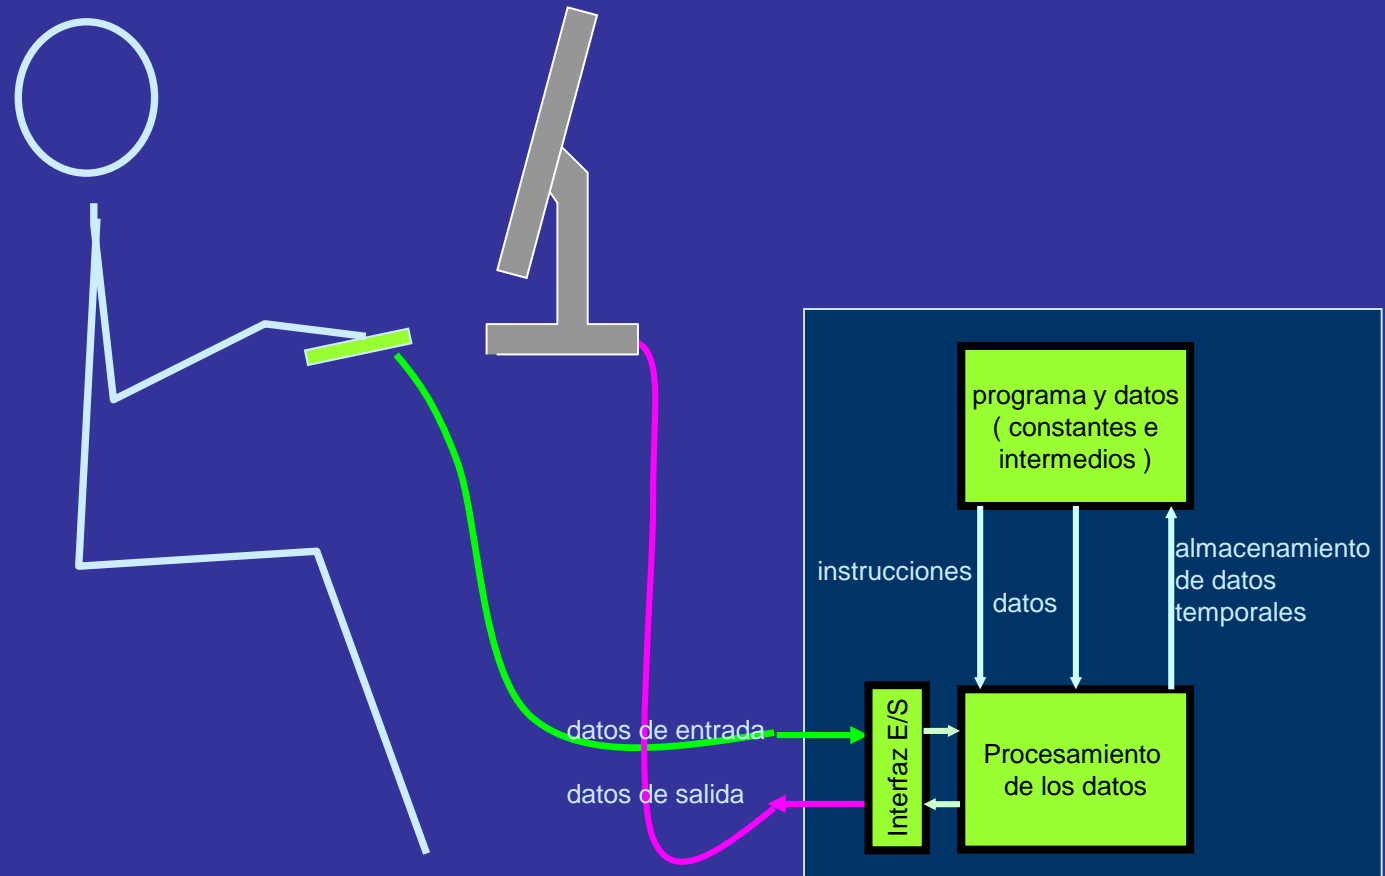 programa y datos
( constantes e
intermedios )
instrucciones
datos
almacenamiento
de datos
temporales
datos de entrada
datos de salida
Interfaz E/S
Procesamiento
de los datos